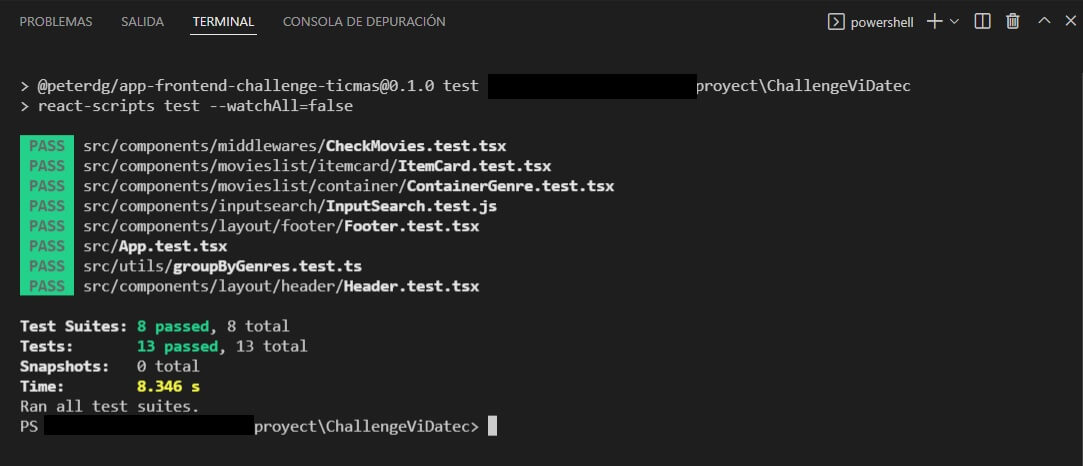 PROBLEMAS SALIDA TERMINAL CONSOLA DE DEPURACIÓN powershell
> @peterdg/app-frontend-challenge-ticmas@0.1.0 test proyect\ChallengeViDatec
> react-scripts test --watchAll=false
PASS src/components/middlewares/CheckMovies.test.tsx
PASS src/components/movieslist/itemcard/ItemCard.test.tsx
PASS src/components/movieslist/container/ContainerGenre.test.tsx
PASS src/components/inputsearch/InputSearch.test.js
PASS src/components/layout/footer/Footer.test.tsx
PASS src/App.test.tsx
PASS src/utils/groupByGenres.test.ts
PASS src/components/layout/header/Header.test.tsx
Test Suites: 8 passed, 8 total
Tests: 13 passed, 13 total
Snapshots: 0 total
Time: 8.346 s
Ran all test suites.
PS proyect\ChallengeViDatec>